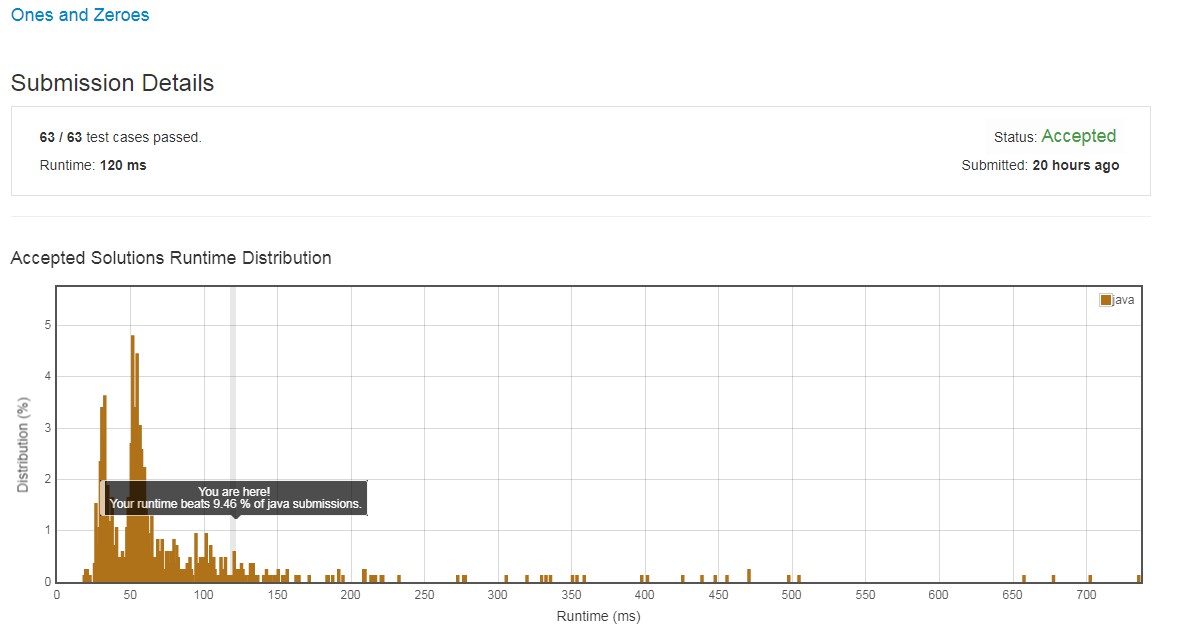 Ones and Zeroes
Submission Details
63 / 63 test cases passed.
Status: Accepted
Runtime: 120 ms
Submitted: 20 hours ago
Accepted Solutions Runtime Distribution
java
5
4
3
2
1
0
Distribution (%)
You are here!
Your runtime beats 9.46 % of java submissions.
0 50 100 150 200 250 300 350 400 450 500 550 600 650 700
Runtime (ms)